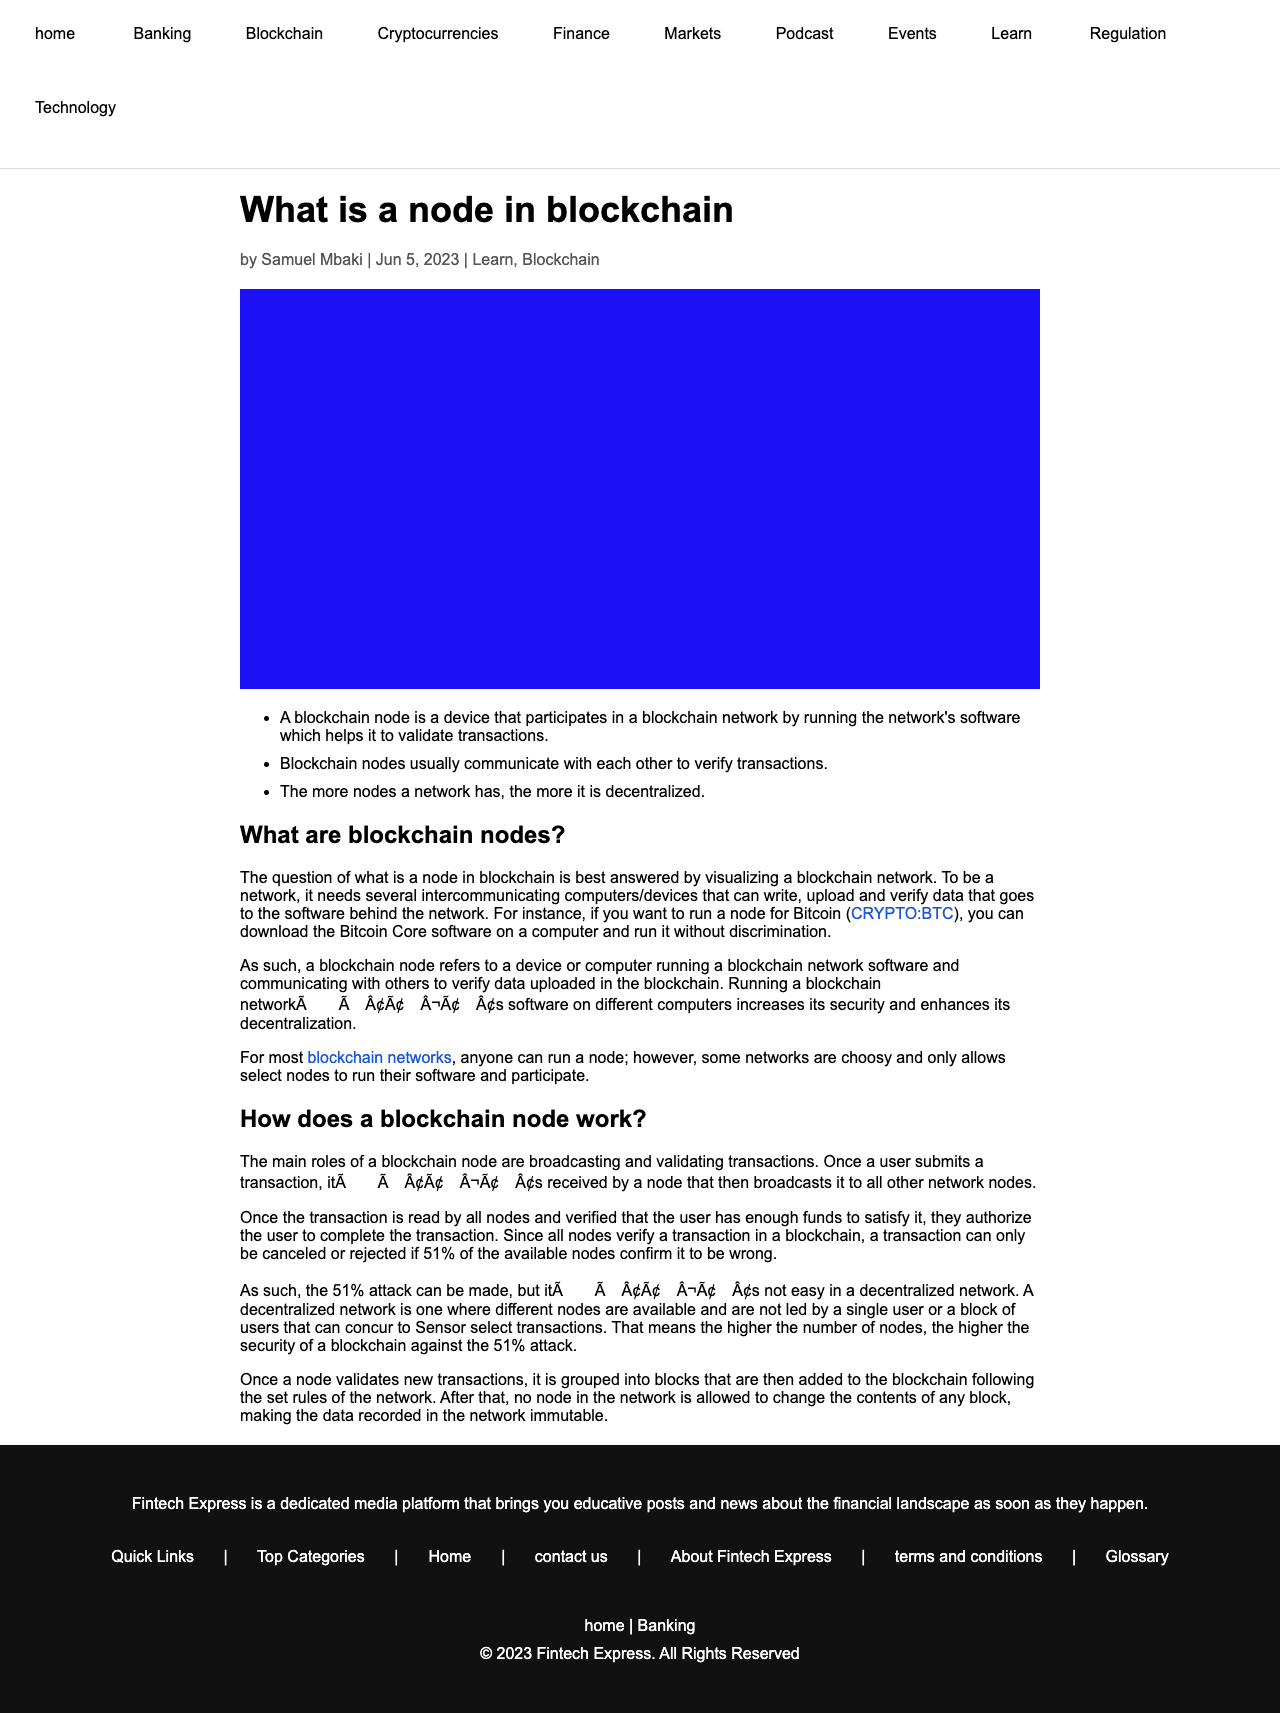 home Banking Blockchain Cryptocurrencies Finance Markets Podcast Events Learn Regulation
Technology
What is a node in blockchain
by Samuel Mbaki | Jun 5, 2023 | Learn, Blockchain
• A blockchain node is a device that participates in a blockchain network by running the network's software
which helps it to validate transactions.
• Blockchain nodes usually communicate with each other to verify transactions.
• The more nodes a network has, the more it is decentralized.
What are blockchain nodes?
The question of what is a node in blockchain is best answered by visualizing a blockchain network. To be a
network, it needs several intercommunicating computers/devices that can write, upload and verify data that goes
to the software behind the network. For instance, if you want to run a node for Bitcoin (CRYPTO:BTC), you can
download the Bitcoin Core software on a computer and run it without discrimination.
As such, a blockchain node refers to a device or computer running a blockchain network software and
communicating with others to verify data uploaded in the blockchain. Running a blockchain
networkÃ Ã Â¢Ã¢ Â¬Ã¢ Â¢s software on different computers increases its security and enhances its
decentralization.
For most blockchain networks, anyone can run a node; however, some networks are choosy and only allows
select nodes to run their software and participate.
How does a blockchain node work?
The main roles of a blockchain node are broadcasting and validating transactions. Once a user submits a
transaction, itÃ Ã Â¢Ã¢ Â¬Ã¢ Â¢s received by a node that then broadcasts it to all other network nodes.
Once the transaction is read by all nodes and verified that the user has enough funds to satisfy it, they authorize
the user to complete the transaction. Since all nodes verify a transaction in a blockchain, a transaction can only
be canceled or rejected if 51% of the available nodes confirm it to be wrong.
As such, the 51% attack can be made, but itÃ Ã Â¢Ã¢ Â¬Ã¢ Â¢s not easy in a decentralized network. A
decentralized network is one where different nodes are available and are not led by a single user or a block of
users that can concur to Sensor select transactions. That means the higher the number of nodes, the higher the
security of a blockchain against the 51% attack.
Once a node validates new transactions, it is grouped into blocks that are then added to the blockchain following
the set rules of the network. After that, no node in the network is allowed to change the contents of any block,
making the data recorded in the network immutable.
Fintech Express is a dedicated media platform that brings you educative posts and news about the financial landscape as soon as they happen.
Quick Links | Top Categories | Home | contact us | About Fintech Express | terms and conditions | Glossary
home | Banking
© 2023 Fintech Express. All Rights Reserved